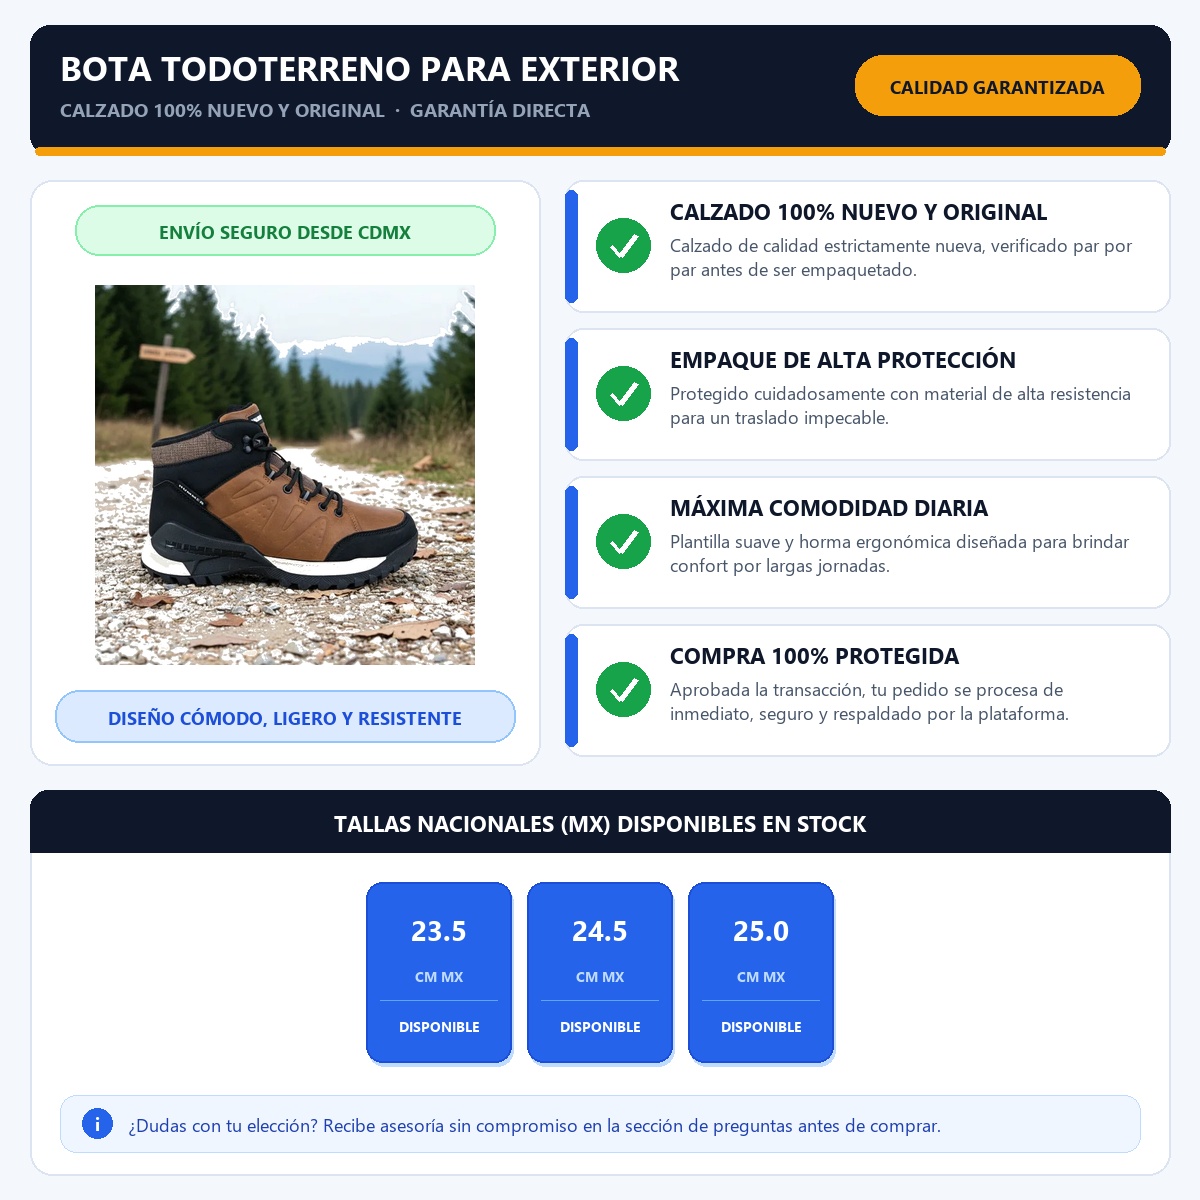 BOTA TODOTERRENO PARA EXTERIOR
CALZADO 100% NUEVO Y ORIGINAL · GARANTÍA DIRECTA
CALIDAD GARANTIZADA
ENVÍO SEGURO DESDE CDMX
DISEÑO CÓMODO, LIGERO Y RESISTENTE
CALZADO 100% NUEVO Y ORIGINAL
Calzado de calidad estrictamente nueva, verificado par por
par antes de ser empaquetado.
EMPAQUE DE ALTA PROTECCIÓN
Protegido cuidadosamente con material de alta resistencia
para un traslado impecable.
MÁXIMA COMODIDAD DIARIA
Plantilla suave y horma ergonómica diseñada para brindar
confort por largas jornadas.
COMPRA 100% PROTEGIDA
Aprobada la transacción, tu pedido se procesa de
inmediato, seguro y respaldado por la plataforma.
TALLAS NACIONALES (MX) DISPONIBLES EN STOCK
23.5
CM MX
DISPONIBLE
24.5
CM MX
DISPONIBLE
25.0
CM MX
DISPONIBLE
i
¿Dudas con tu elección? Recibe asesoría sin compromiso en la sección de preguntas antes de comprar.